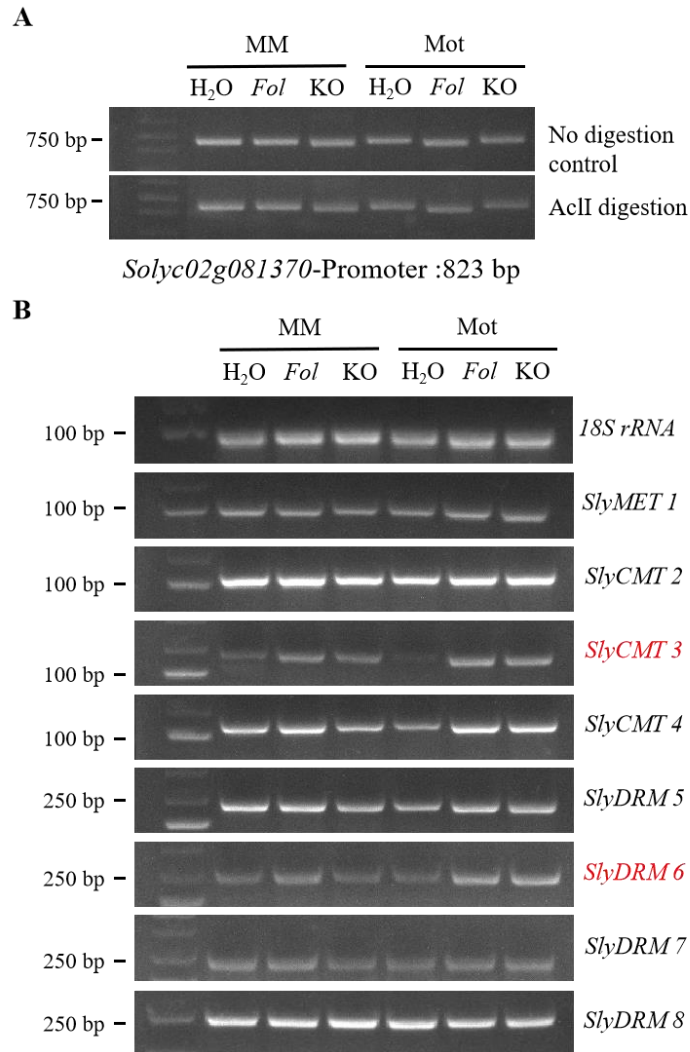 A
MM Mot
H₂O Fol KO H₂O Fol KO
750 bp
No digestion
control
750 bp
AclI digestion
Solyc02g081370-Promoter :823 bp
B
MM Mot
H₂O Fol KO H₂O Fol KO
100 bp 18S rRNA
100 bp SlyMET 1
100 bp SlyCMT 2
100 bp SlyCMT 3
100 bp SlyCMT 4
250 bp SlyDRM 5
250 bp SlyDRM 6
250 bp SlyDRM 7
250 bp SlyDRM 8